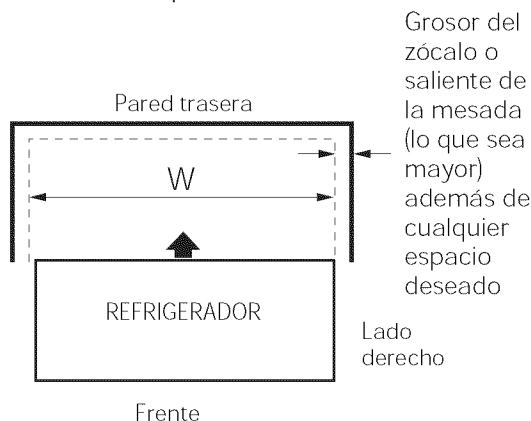 Grosor del
zócalo o
saliente de
la mesada
(lo que sea
mayor)
además de
cualquier
espacio
deseado
Pared trasera
W
REFRIGERADOR
Lado
derecho
Frente